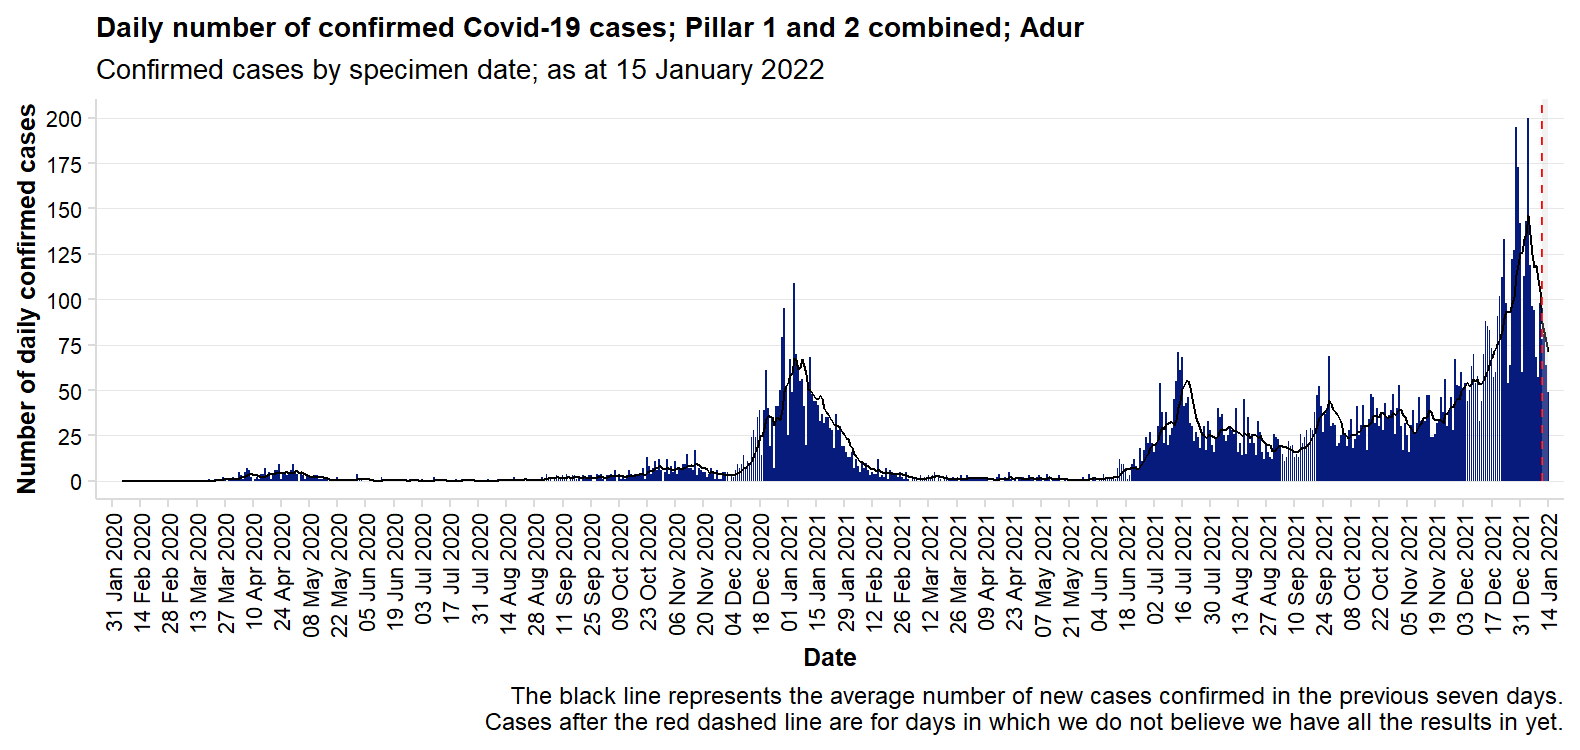 Daily number of confirmed Covid-19 cases; Pillar 1 and 2 combined; Adur
Confirmed cases by specimen date; as at 15 January 2022
Number of daily confirmed cases
200
175
150
125
100
75
50
25
0
31 Jan 2020
14 Feb 2020
28 Feb 2020
13 Mar 2020
27 Mar 2020
10 Apr 2020
24 Apr 2020
08 May 2020
22 May 2020
05 Jun 2020
19 Jun 2020
03 Jul 2020
17 Jul 2020
31 Jul 2020
14 Aug 2020
28 Aug 2020
11 Sep 2020
25 Sep 2020
09 Oct 2020
23 Oct 2020
06 Nov 2020
20 Nov 2020
04 Dec 2020
18 Dec 2020
01 Jan 2021
15 Jan 2021
29 Jan 2021
12 Feb 2021
26 Feb 2021
12 Mar 2021
26 Mar 2021
09 Apr 2021
23 Apr 2021
07 May 2021
21 May 2021
04 Jun 2021
18 Jun 2021
02 Jul 2021
16 Jul 2021
30 Jul 2021
13 Aug 2021
27 Aug 2021
10 Sep 2021
24 Sep 2021
08 Oct 2021
22 Oct 2021
05 Nov 2021
19 Nov 2021
03 Dec 2021
17 Dec 2021
31 Dec 2021
14 Jan 2022
Date
The black line represents the average number of new cases confirmed in the previous seven days.
Cases after the red dashed line are for days in which we do not believe we have all the results in yet.